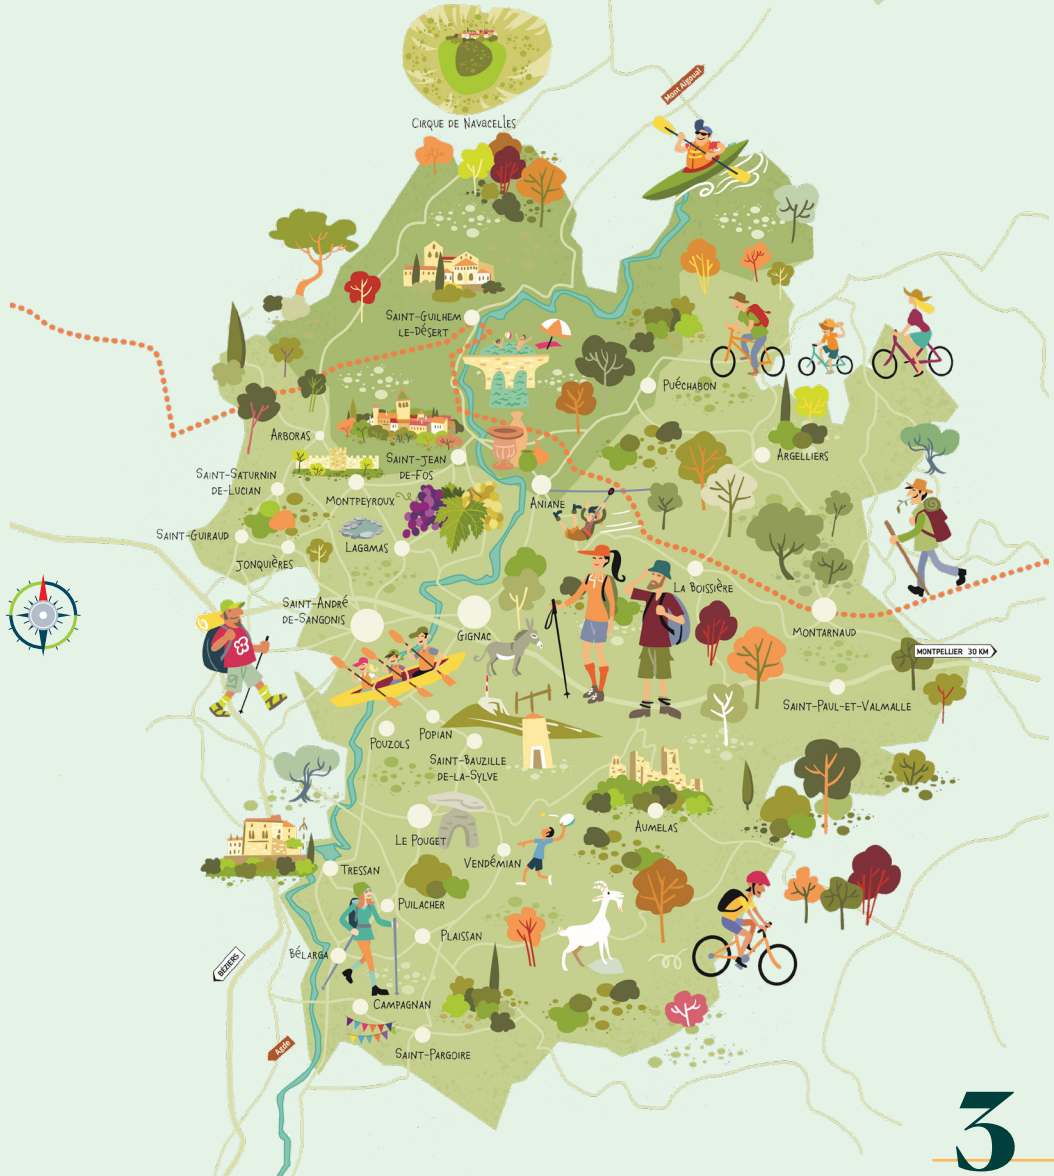 Mont Aigoual
CIRQUE DE NAVACELLES
SAINT-GUILHEM
LE-DÉSERT
PUÉCHABON
ARBORAS
ARGELLIERS
SAINT-JEAN
DE-FOS
SAINT-SATURNIN
DE-LUCIAN
MONTPEYROUX
ANIANE
SAINT-GUIRAUD
LAGAMAS
JONQUIÈRES
LA BOISSIÈRE
SAINT-ANDRÉ
DE-SANGONIS
GIGNAC
MONTARNAUD
MONTPELLIER 30 KM
SAINT-PAUL-ET-VALMALLE
POPIAN
POUZOLS
SAINT-BAUZILLE
DE-LA-SYLVE
AUMELAS
LE POUGET
VENDÉMIAN
TRESSAN
PUILACHER
PLAISSAN
BÉLARGA
BÉZIERS
CAMPAGNAN
Agde
SAINT-PARGOIRE
3